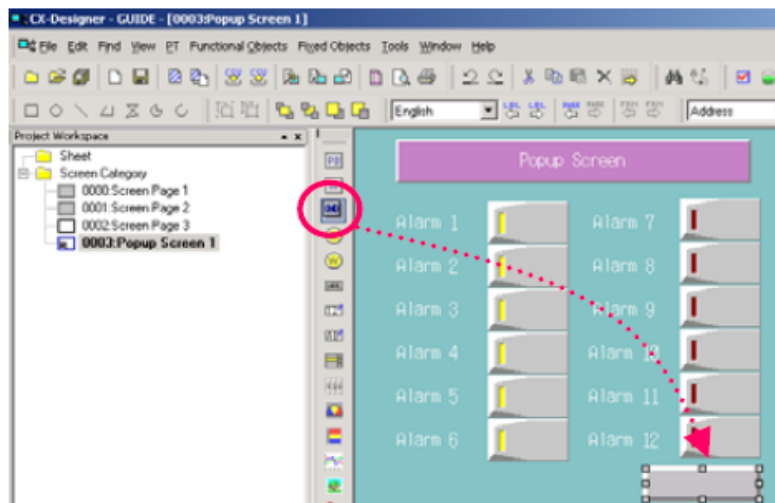 CX-Designer - GUIDE - [0003:Popup Screen 1]
File Edit Find View PT Functional Objects Fixed Objects Tools Window Help
English Address
Project Workspace
Sheet
Screen Category
0000:Screen Page 1
0001:Screen Page 2
0002:Screen Page 3
0003:Popup Screen 1
Popup Screen
Alarm 1 Alarm 7
Alarm 2 Alarm 8
Alarm 3 Alarm 9
Alarm 4 Alarm 10
Alarm 5 Alarm 11
Alarm 6 Alarm 12